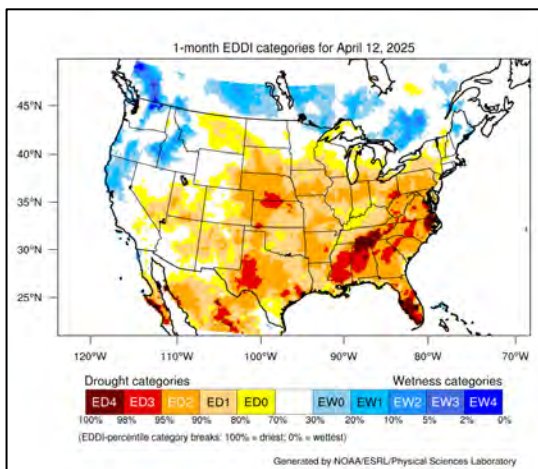 1-month EDDI categories for April 12, 2025
45°N
40°N
35°N
30°N
25°N
120°W 110°W 100°W 90°W 80°W 70°W
Drought categories Wetness categories
ED4 ED3 ED2 ED1 ED0 EW0 EW1 EW2 EW3 EW4
100% 98% 95% 90% 80% 70% 30% 20% 10% 5% 2% 0%
(EDDI-percentile category breaks: 100% = driest; 0% = wettest)
Generated by NOAA/ESRL/Physical Sciences Laboratory